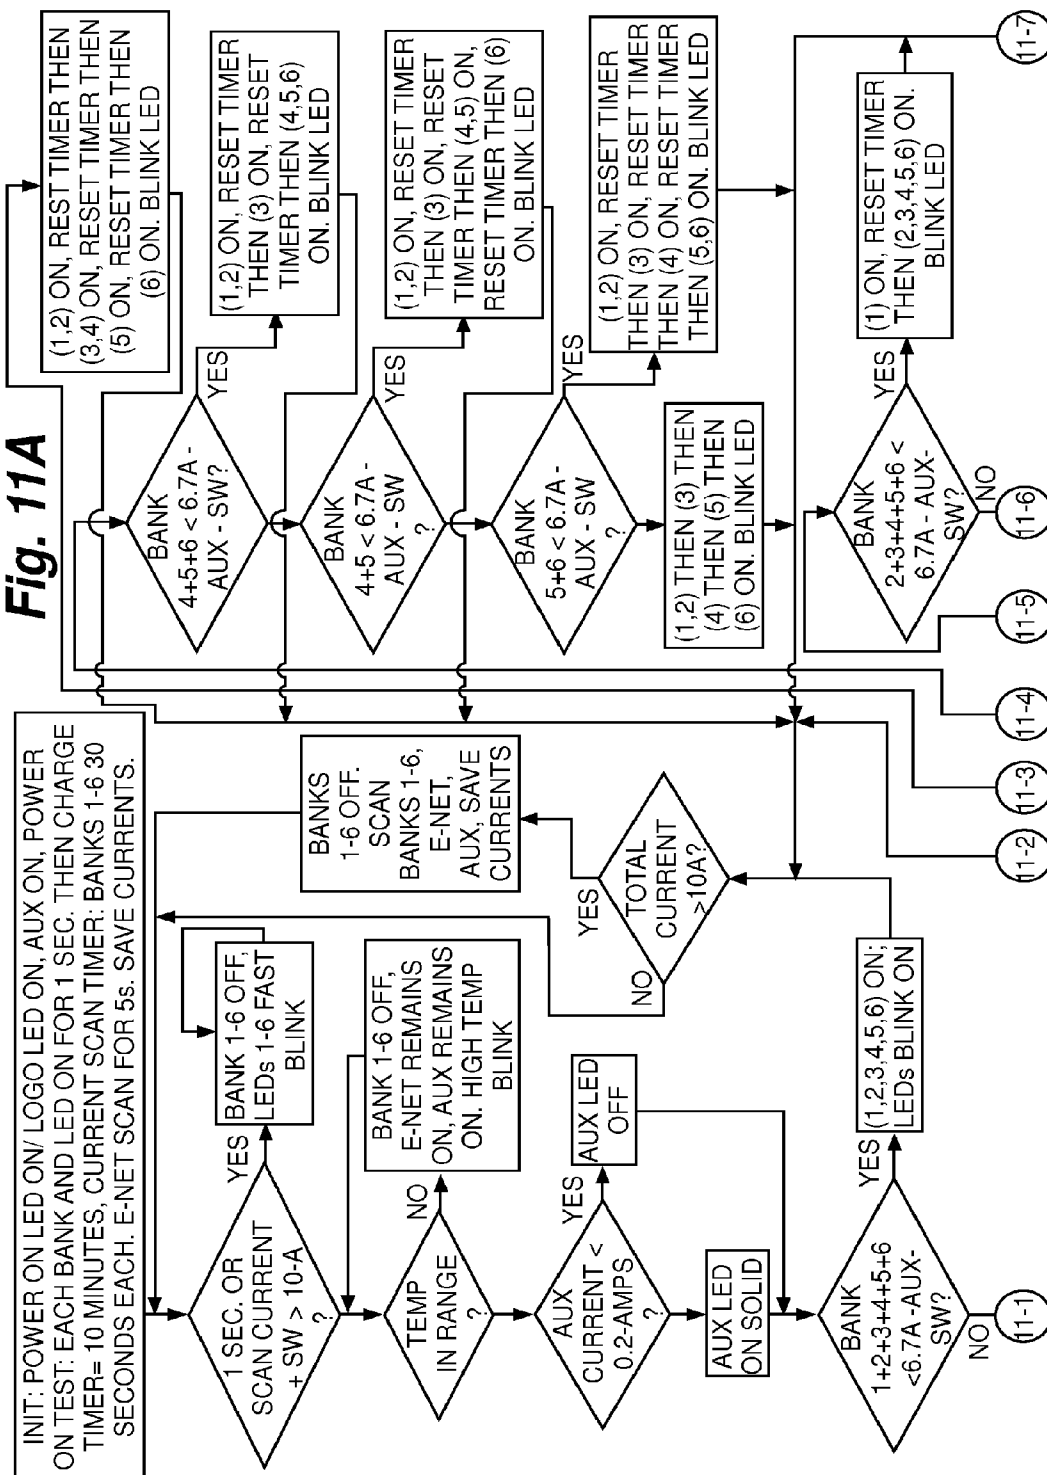 Fig. 11A
INIT: POWER ON LED ON/ LOGO LED ON, AUX ON, POWER
ON TEST: EACH BANK AND LED ON FOR 1 SEC. THEN CHARGE
TIMER= 10 MINUTES, CURRENT SCAN TIMER: BANKS 1-6 30
SECONDS EACH. E-NET SCAN FOR 5s. SAVE CURRENTS.
1 SEC. OR
SCAN CURRENT
+ SW > 10-A
?
YES
BANK 1-6 OFF,
LEDs 1-6 FAST
BLINK
TEMP
IN RANGE
?
NO
BANK 1-6 OFF,
E-NET REMAINS
ON, AUX REMAINS
ON. HIGH TEMP
BLINK
AUX
CURRENT <
0.2-AMPS
?
YES
AUX LED
OFF
AUX LED
ON SOLID
BANK
1+2+3+4+5+6
<6.7A -AUX-
SW?
YES
(1,2,3,4,5,6) ON;
LEDs BLINK ON
NO
11-1
BANKS
1-6 OFF.
SCAN
BANKS 1-6,
E-NET,
AUX, SAVE
CURRENTS
YES
TOTAL
CURRENT
>10A?
NO
11-2
11-3
11-4
11-5
(1,2) ON, REST TIMER THEN
(3,4) ON, RESET TIMER THEN
(5) ON, RESET TIMER THEN
(6) ON. BLINK LED
BANK
4+5+6 < 6.7A -
AUX - SW?
YES
(1,2) ON, RESET TIMER
THEN (3) ON, RESET
TIMER THEN (4,5,6)
ON. BLINK LED
BANK
4+5 < 6.7A -
AUX - SW
?
YES
(1,2) ON, RESET TIMER
THEN (3) ON, RESET
TIMER THEN (4,5) ON,
RESET TIMER THEN (6)
ON. BLINK LED
BANK
5+6 < 6.7A -
AUX - SW
?
YES
(1,2) ON, RESET TIMER
THEN (3) ON, RESET TIMER
THEN (4) ON, RESET TIMER
THEN (5,6) ON. BLINK LED
(1,2) THEN (3) THEN
(4) THEN (5) THEN
(6) ON. BLINK LED
BANK
2+3+4+5+6 <
6.7A - AUX-
SW?
YES
(1) ON, RESET TIMER
THEN (2,3,4,5,6) ON.
BLINK LED
NO
11-6
11-7